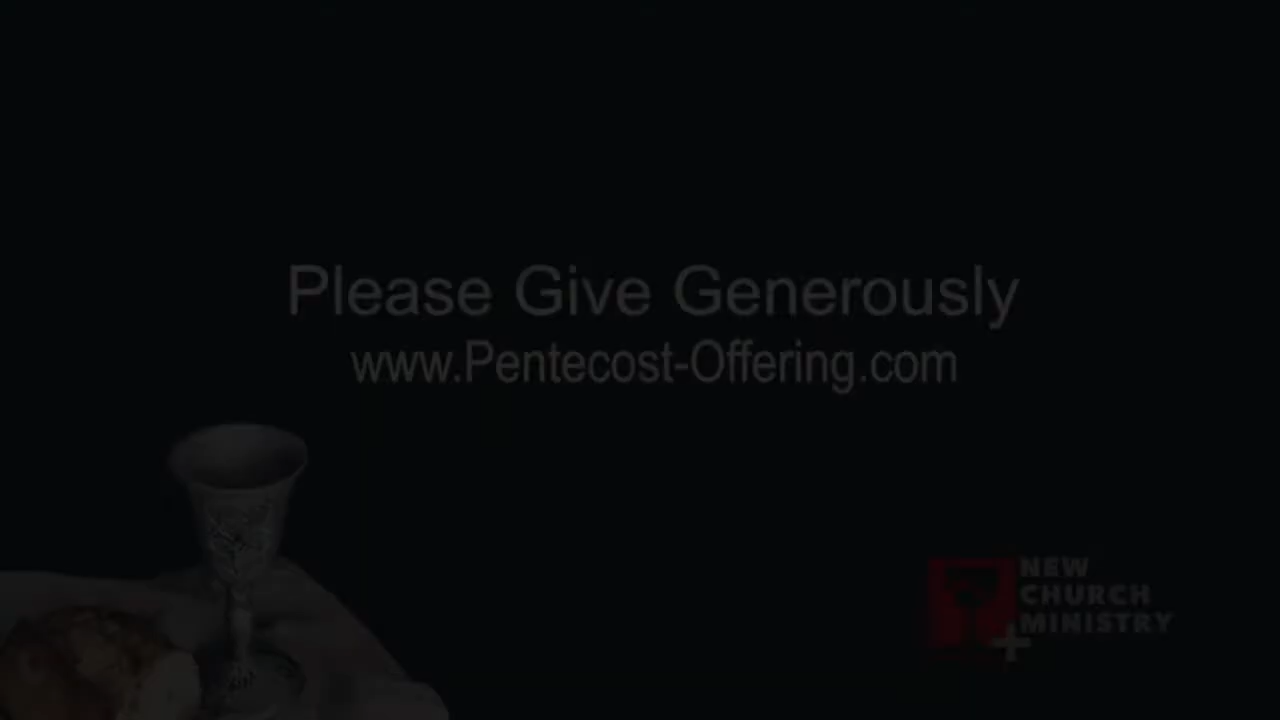 Please Give Generously
www.Pentecost-Offering.com
NEW
CHURCH
MINISTRY